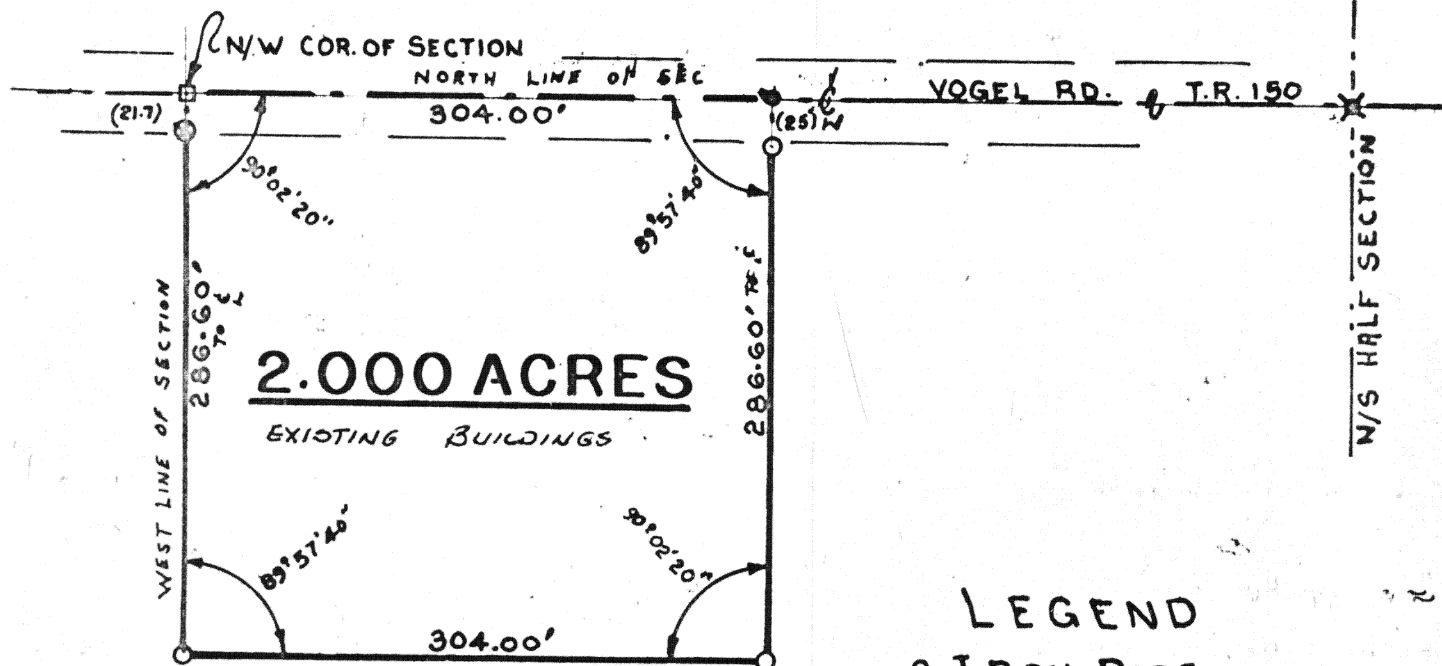 N/W COR. OF SECTION
NORTH LINE OF SEC
VOGEL RD. & T.R. 150
(21.7)
304.00'
(25)
90°02'20"
89°57'40"
WEST LINE OF SECTION
286.60'
TO ℄
286.60' TO ℄
N/S HALF SECTION
2.000 ACRES
EXISTING BUILDINGS
89°57'40"
90°02'20"
304.00'
LEGEND